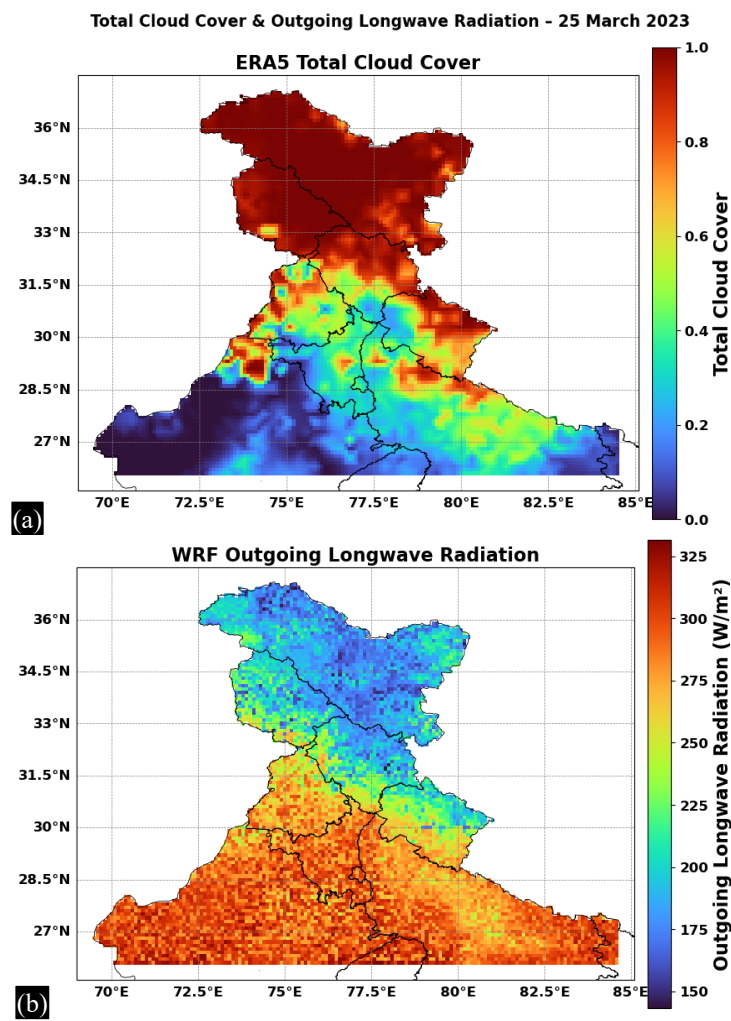 Total Cloud Cover & Outgoing Longwave Radiation – 25 March 2023
ERA5 Total Cloud Cover
36°N
34.5°N
33°N
31.5°N
30°N
28.5°N
27°N
70°E
72.5°E
75°E
77.5°E
80°E
82.5°E
85°E
1.0
0.8
0.6
0.4
0.2
0.0
Total Cloud Cover
(a)
WRF Outgoing Longwave Radiation
36°N
34.5°N
33°N
31.5°N
30°N
28.5°N
27°N
70°E
72.5°E
75°E
77.5°E
80°E
82.5°E
85°E
325
300
275
250
225
200
175
150
Outgoing Longwave Radiation (W/m²)
(b)